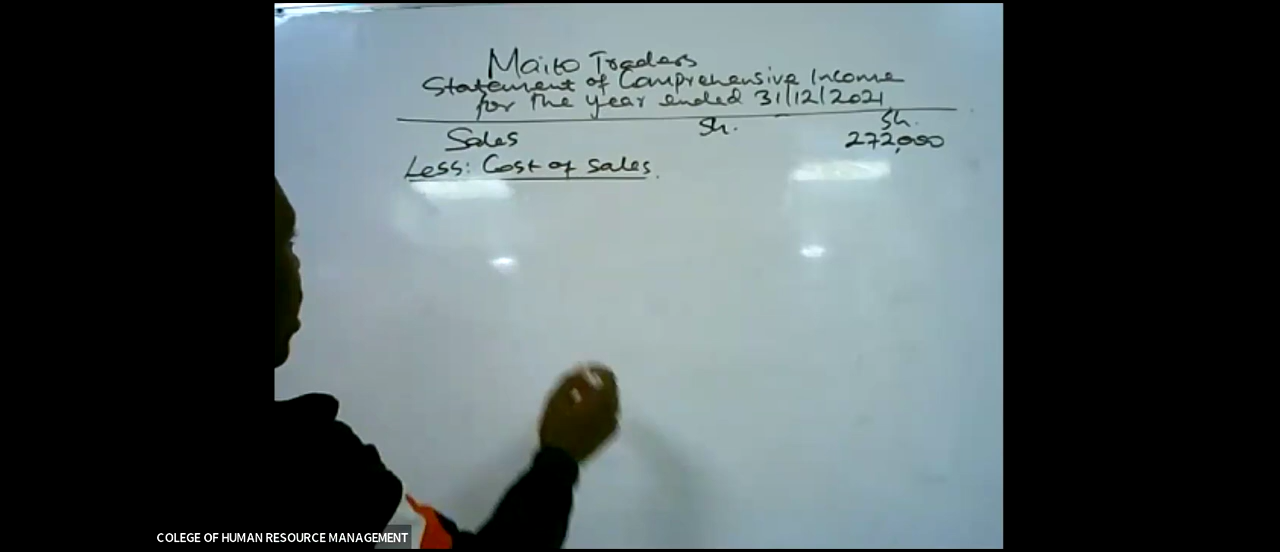 Maito Traders
Statement of Comprehensive Income
for the year ended 31/12/2021
Sh. Sh.
Sales 272,000
Less: Cost of sales.
COLEGE OF HUMAN RESOURCE MANAGEMENT